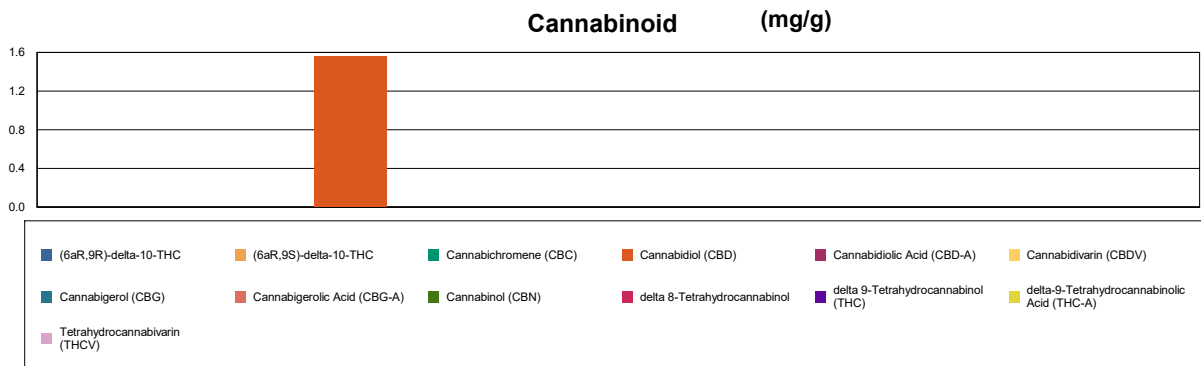 Cannabinoid (mg/g)
1.6
1.2
0.8
0.4
0.0
(6aR,9R)-delta-10-THC
(6aR,9S)-delta-10-THC
Cannabichromene (CBC)
Cannabidiol (CBD)
Cannabidiolic Acid (CBD-A)
Cannabidivarin (CBDV)
Cannabigerol (CBG)
Cannabigerolic Acid (CBG-A)
Cannabinol (CBN)
delta 8-Tetrahydrocannabinol
delta 9-Tetrahydrocannabinol
(THC)
delta-9-Tetrahydrocannabinolic
Acid (THC-A)
Tetrahydrocannabivarin
(THCV)